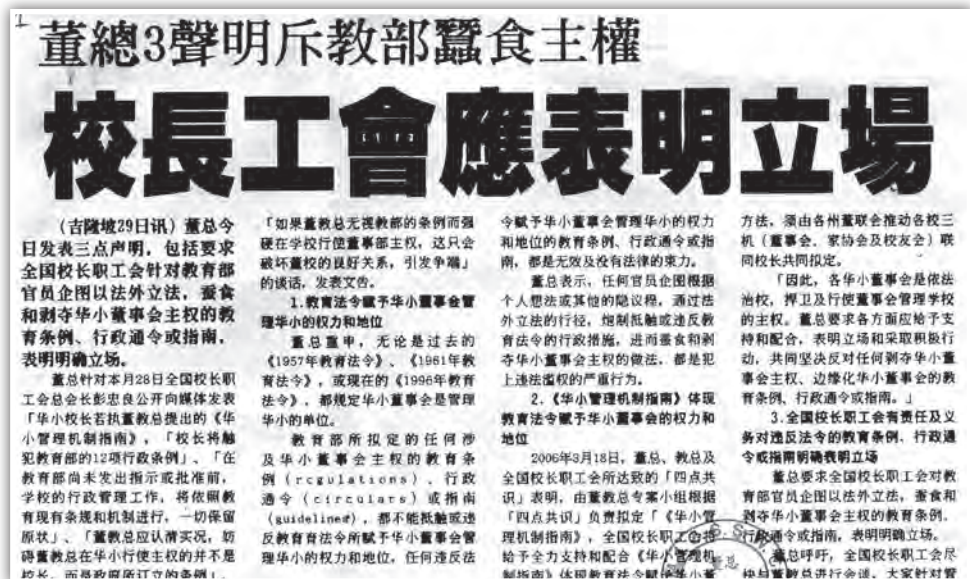 董總3聲明斥教部蠶食主權
校長工會應表明立場
(吉隆坡29日讯)董总今
日发表三点声明，包括要求
全国校长职工会针对教育部
官员企图以法外立法，蚕食
和剥夺华小董事会主权的教
育条例、行政通令或指南，
表明明确立场。
董总针对本月28日全国校长职
工会总会长彭忠良公开向媒体发表
「华小校长若执董教总提出的《华
小管理机制指南》，「校长将触
犯教育部的12项行政条例」、「在
教育部尚未发出指示或批准前，
学校的行政管理工作，将依照教
育现有条规和机制进行，一切保留
原状」、「董教总应认清实况，妨
碍董教总在华小行使主权的并不是
校长，而是政府所订立的条例」、
「如果董教总无视教部的条例而强
硬在学校行使董事部主权，这只会
破坏董校的良好关系，引发争端」
的谈话，发表文告。
1.教育法令赋予华小董事会管
理华小的权力和地位
董总重申，无论是过去的
《1957年教育法令》、《1961年教
育法令》，或现在的《1996年教育
法令》，都规定华小董事会是管理
华小的单位。
教育部所拟定的任何涉
及华小董事会主权的教育条
例（regulations）、行政
通令（circulars）或指南
（guidelines），都不能抵触或违
反教育法令所赋予华小董事会
管理华小的权力和地位，任何违反法
令赋予华小董事会管理华小的权力
和地位的教育条例、行政通令或指
南，都是无效及没有法律约束力。
董总表示，任何官员企图根据
个人想法或其他的隐议程，通过法
外立法的行径，炮制抵触或违反教
育法令的行政措施，进而蚕食和剥
夺华小董事会主权的做法，都是犯
上违法滥权的严重行为。
2.《华小管理机制指南》体现
教育法令赋予华小董事会的权力和
地位
2006年3月18日，董总、教总及
全国校长职工会所达致的「四点共
识」表明，由董教总专案小组根据
「四点共识」负责拟定「《华小管
理机制指南》，全国校长职工会将
给予全力支持和配合《华小管理机
制指南》体现教育法令赋予华小董
方法，须由各州董联会推动各校三
机（董事会、家协会及校友会）联
同校长共同拟定。
「因此，各华小董事会是依法
治校，捍卫及行使董事会管理学校
的主权。董总要求各方面应给予支
持和配合，表明立场和采取积极行
动，共同坚决反对任何剥夺华小董
事会主权、边缘化华小董事会的教
育条例、行政通令或指南。」
3.全国校长职工会有责任及义
务对违反法令的教育条例、行政通
令或指南明确表明立场
董总要求全国校长职工会对教
育部官员企图以法外立法，蚕食和
剥夺华小董事会主权的教育条例、
行政通令或指南，表明明确立场。
董总呼吁，全国校长职工会尽
快与董教总进行会谈，大家针对管